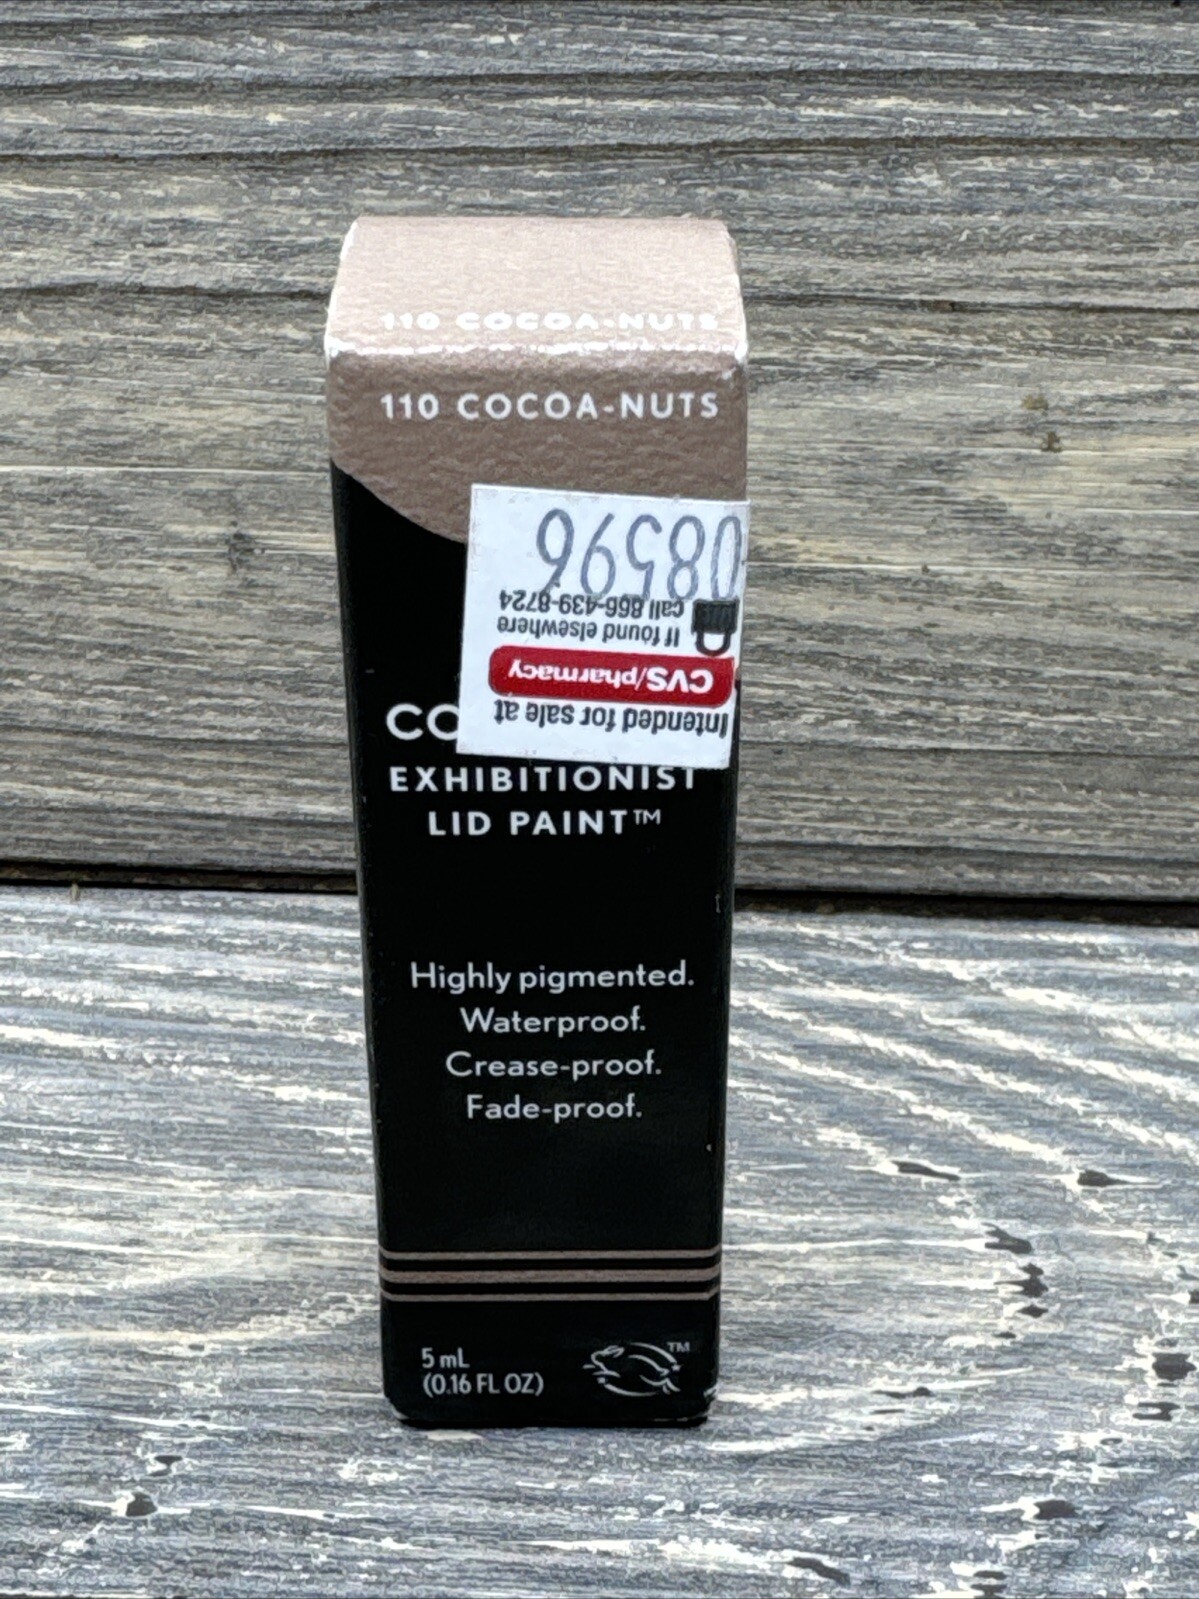 110 COCOA-NUTS
110 COCOA-NUTS
Intended for sale at
CVS/pharmacy
If found elsewhere
call 866-439-8724
08596
CO
EXHIBITIONIST
LID PAINT™
Highly pigmented.
Waterproof.
Crease-proof.
Fade-proof.
5 mL
(0.16 FL OZ)
TM